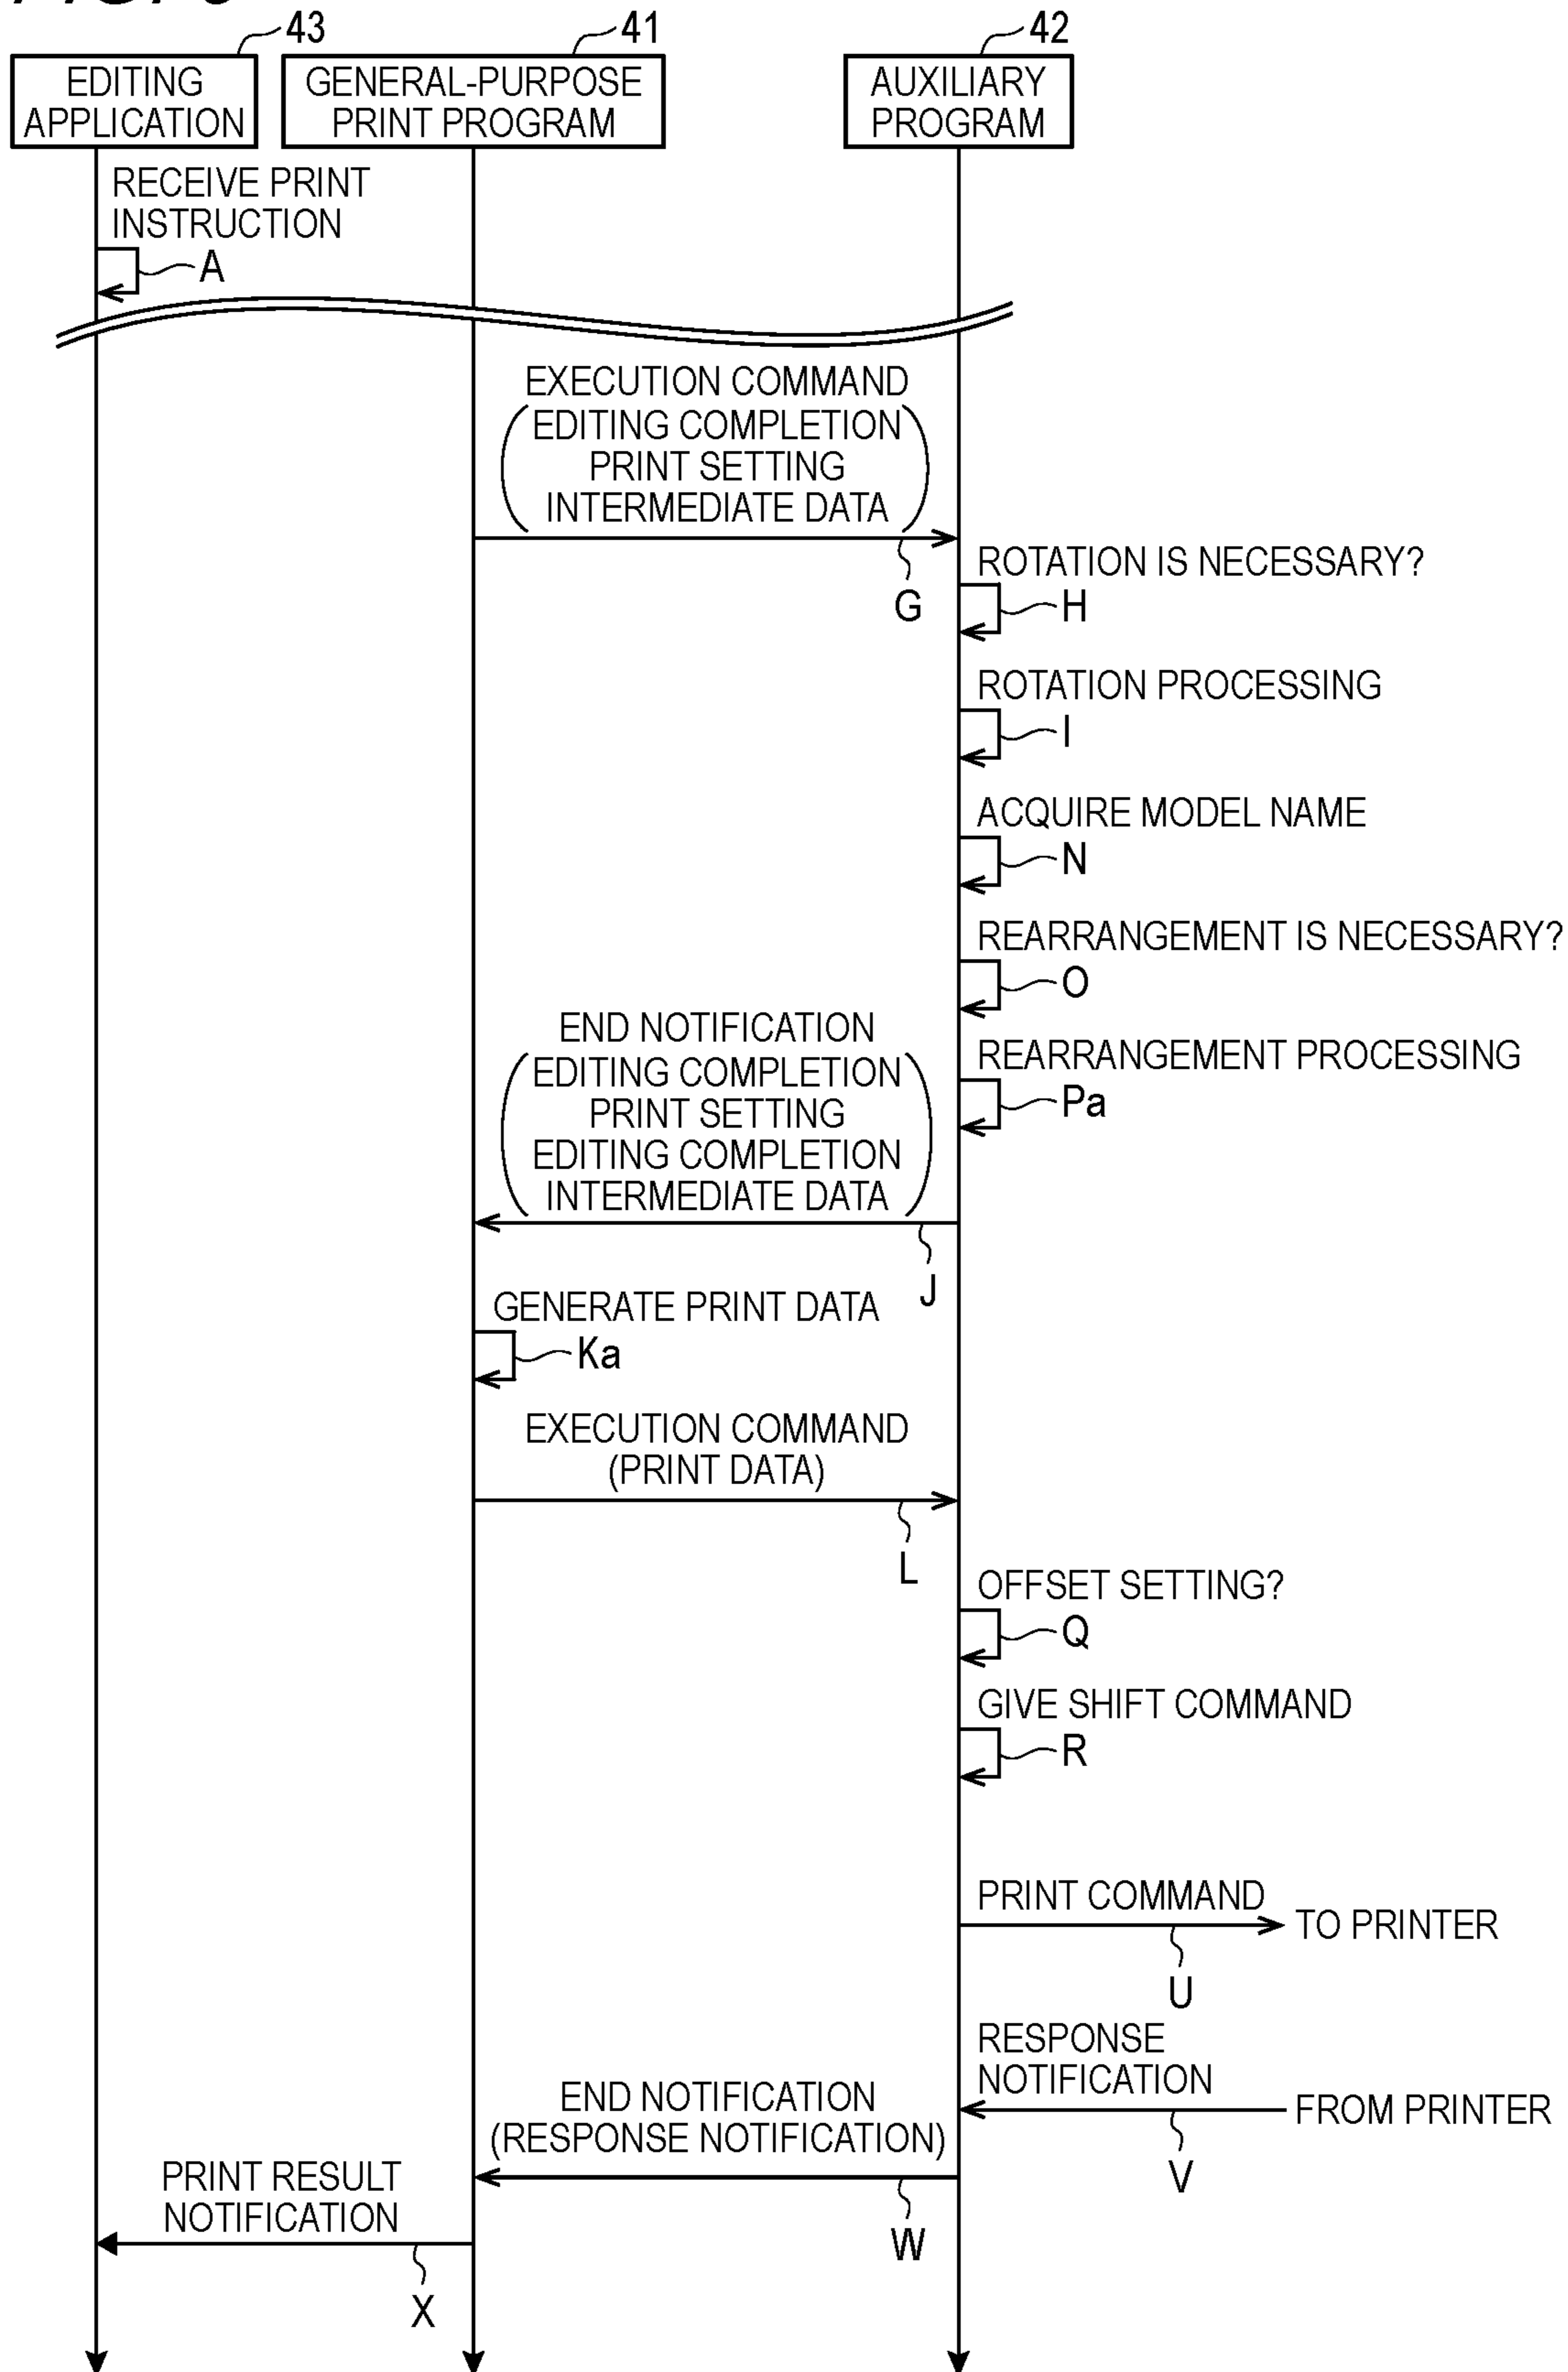 43
41
42
EDITING
APPLICATION
GENERAL-PURPOSE
PRINT PROGRAM
AUXILIARY
PROGRAM
RECEIVE PRINT
INSTRUCTION
A
EXECUTION COMMAND
EDITING COMPLETION
PRINT SETTING
INTERMEDIATE DATA
G
ROTATION IS NECESSARY?
H
ROTATION PROCESSING
I
ACQUIRE MODEL NAME
N
REARRANGEMENT IS NECESSARY?
O
REARRANGEMENT PROCESSING
Pa
END NOTIFICATION
EDITING COMPLETION
PRINT SETTING
EDITING COMPLETION
INTERMEDIATE DATA
J
GENERATE PRINT DATA
Ka
EXECUTION COMMAND
(PRINT DATA)
L
OFFSET SETTING?
Q
GIVE SHIFT COMMAND
R
PRINT COMMAND
TO PRINTER
U
RESPONSE
NOTIFICATION
FROM PRINTER
V
END NOTIFICATION
(RESPONSE NOTIFICATION)
W
PRINT RESULT
NOTIFICATION
X